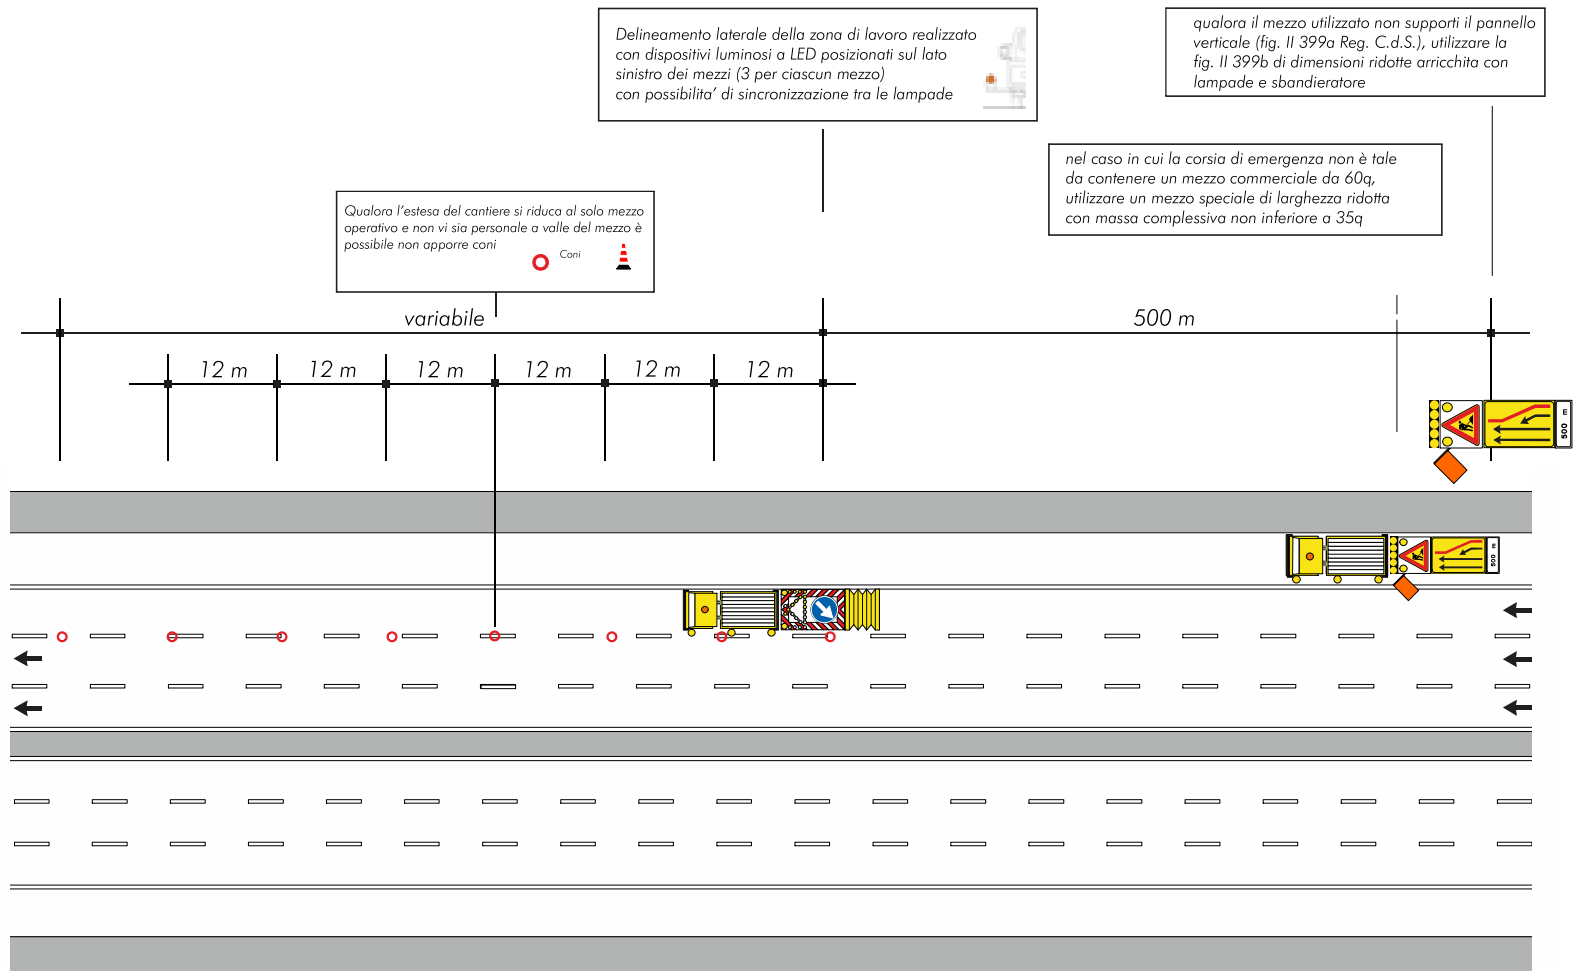 Delineamento laterale della zona di lavoro realizzato
con dispositivi luminosi a LED posizionati sul lato
sinistro dei mezzi (3 per ciascun mezzo)
con possibilita' di sincronizzazione tra le lampade
qualora il mezzo utilizzato non supporti il pannello
verticale (fig. II 399a Reg. C.d.S.), utilizzare la
fig. II 399b di dimensioni ridotte arricchita con
lampade e sbandieratore
nel caso in cui la corsia di emergenza non è tale
da contenere un mezzo commerciale da 60q,
utilizzare un mezzo speciale di larghezza ridotta
con massa complessiva non inferiore a 35q
Qualora l'estesa del cantiere si riduca al solo mezzo
operativo e non vi sia personale a valle del mezzo è
possibile non apporre coni
Coni
variabile
500 m
12 m
12 m
12 m
12 m
12 m
12 m
500 m
500 m